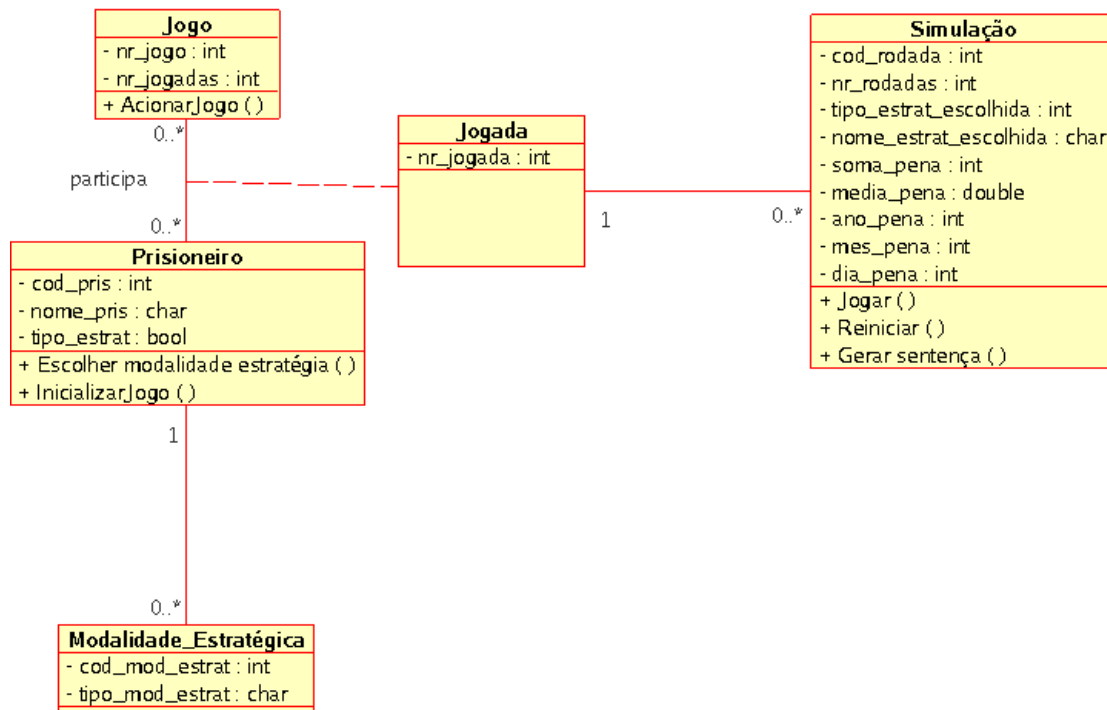 Jogo
- nr_jogo : int
- nr_jogadas : int
+ AcionarJogo ( )
0..*
participa
0..*
Jogada
- nr_jogada : int
1
0..*
Simulação
- cod_rodada : int
- nr_rodadas : int
- tipo_estrat_escolhida : int
- nome_estrat_escolhida : char
- soma_pena : int
- media_pena : double
- ano_pena : int
- mes_pena : int
- dia_pena : int
+ Jogar ( )
+ Reiniciar ( )
+ Gerar sentença ( )
Prisioneiro
- cod_pris : int
- nome_pris : char
- tipo_estrat : bool
+ Escolher modalidade estratégia ( )
+ InicializarJogo ( )
1
0..*
Modalidade_Estratégica
- cod_mod_estrat : int
- tipo_mod_estrat : char